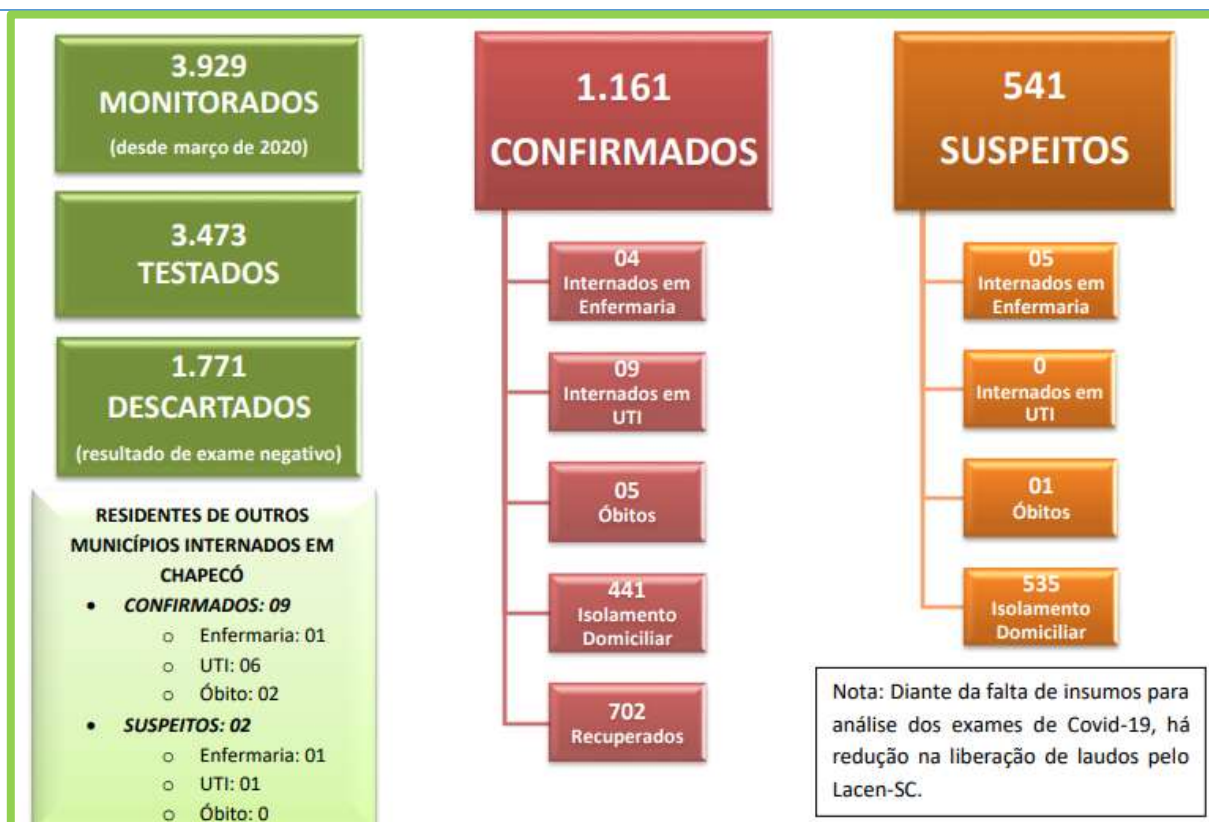 3.929
MONITORADOS
(desde março de 2020)
3.473
TESTADOS
1.771
DESCARTADOS
(resultado de exame negativo)
RESIDENTES DE OUTROS
MUNICÍPIOS INTERNADOS EM
CHAPECÓ
• CONFIRMADOS: 09
o Enfermaria: 01
o UTI: 06
o Óbito: 02
• SUSPEITOS: 02
o Enfermaria: 01
o UTI: 01
o Óbito: 0
1.161
CONFIRMADOS
04
Internados em
Enfermaria
09
Internados em
UTI
05
Óbitos
441
Isolamento
Domiciliar
702
Recuperados
541
SUSPEITOS
05
Internados em
Enfermaria
0
Internados em
UTI
01
Óbitos
535
Isolamento
Domiciliar
Nota: Diante da falta de insumos para
análise dos exames de Covid-19, há
redução na liberação de laudos pelo
Lacen-SC.